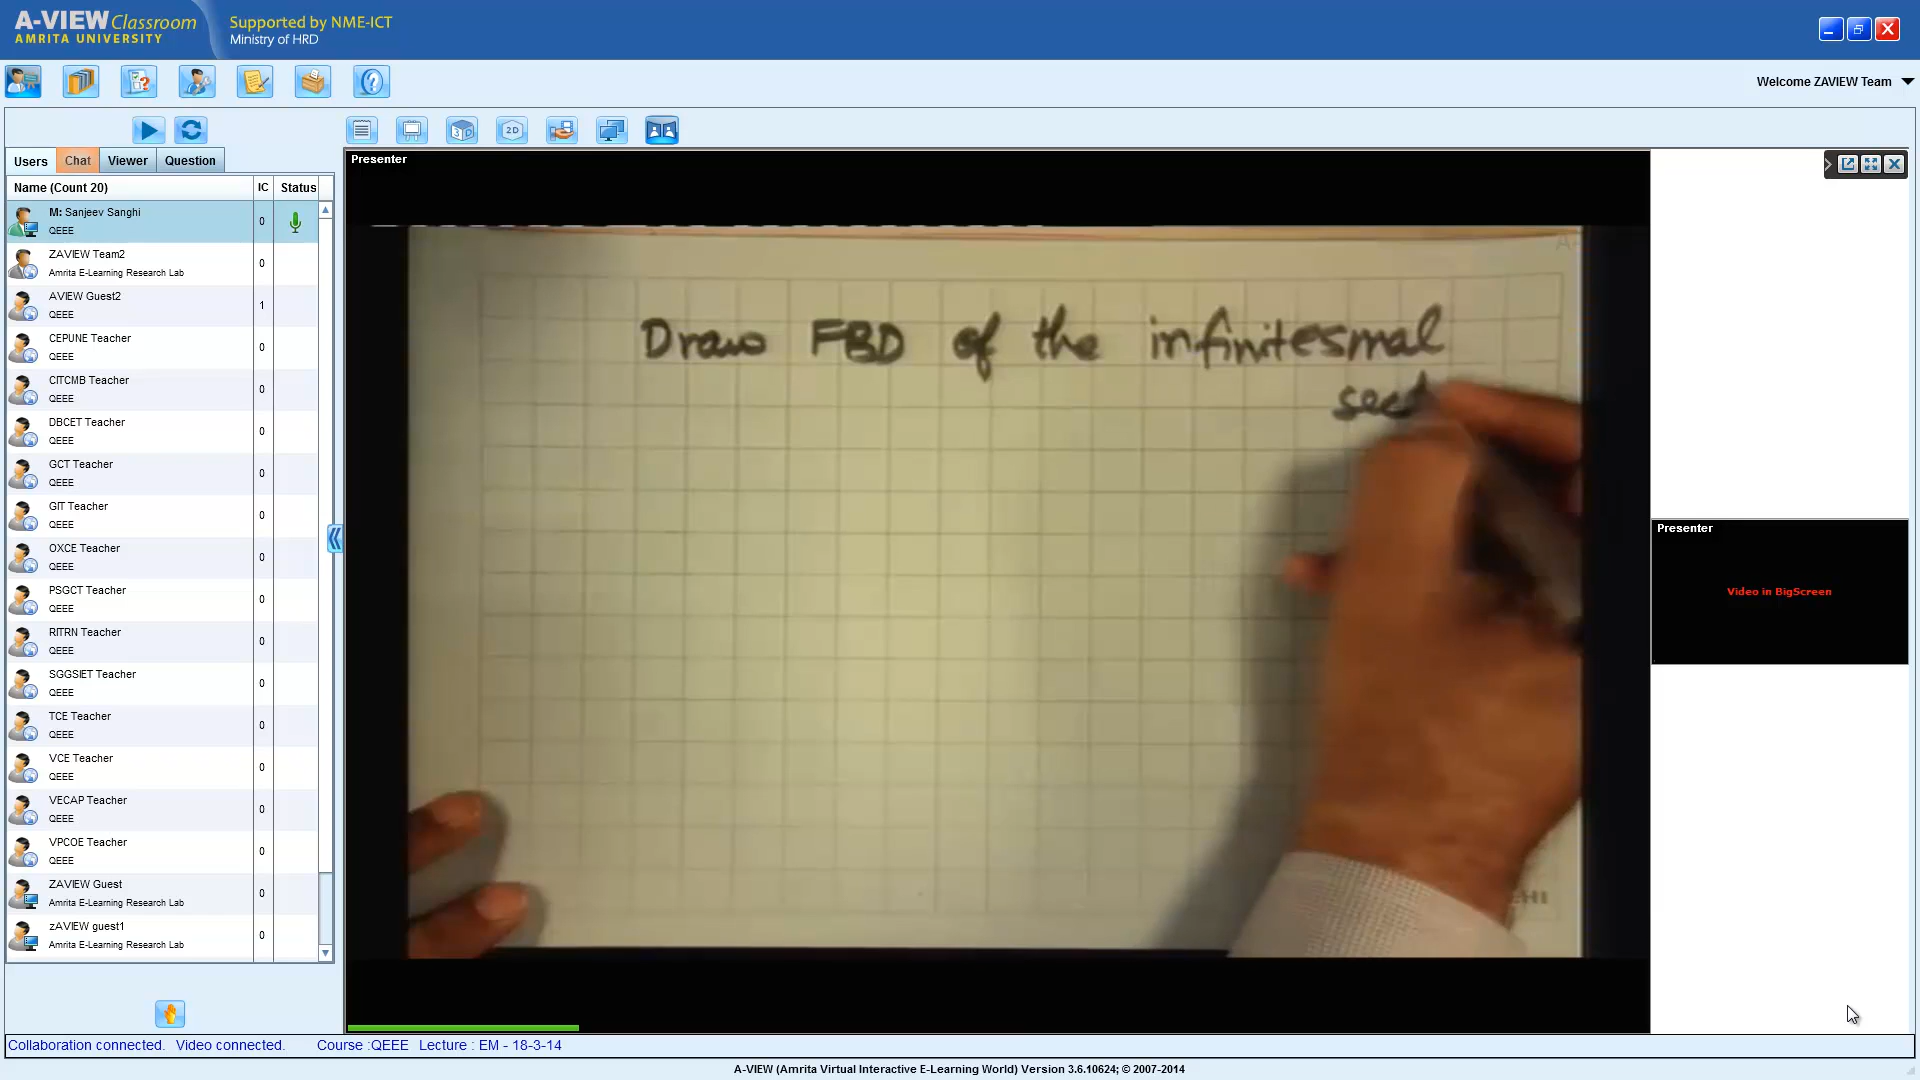 A-VIEW Classroom
AMRITA UNIVERSITY
Supported by NME-ICT
Ministry of HRD
Welcome ZAVIEW Team
3D
2D
Users Chat Viewer Question
Name (Count 20) IC Status
M: Sanjeev Sanghi
QEEE
0
ZAVIEW Team2
Amrita E-Learning Research Lab
0
AVIEW Guest2
QEEE
1
CEPUNE Teacher
QEEE
0
CITCMB Teacher
QEEE
0
DBCET Teacher
QEEE
0
GCT Teacher
QEEE
0
GIT Teacher
QEEE
0
OXCE Teacher
QEEE
0
PSGCT Teacher
QEEE
0
RITRN Teacher
QEEE
0
SGGSIET Teacher
QEEE
0
TCE Teacher
QEEE
0
VCE Teacher
QEEE
0
VECAP Teacher
QEEE
0
VPCOE Teacher
QEEE
0
ZAVIEW Guest
Amrita E-Learning Research Lab
0
zAVIEW guest1
Amrita E-Learning Research Lab
0
Presenter
Draw FBD of the infinitesmal
sect
Presenter
Video in BigScreen
Collaboration connected. Video connected. Course :QEEE Lecture : EM - 18-3-14
A-VIEW (Amrita Virtual Interactive E-Learning World) Version 3.6.10624; © 2007-2014